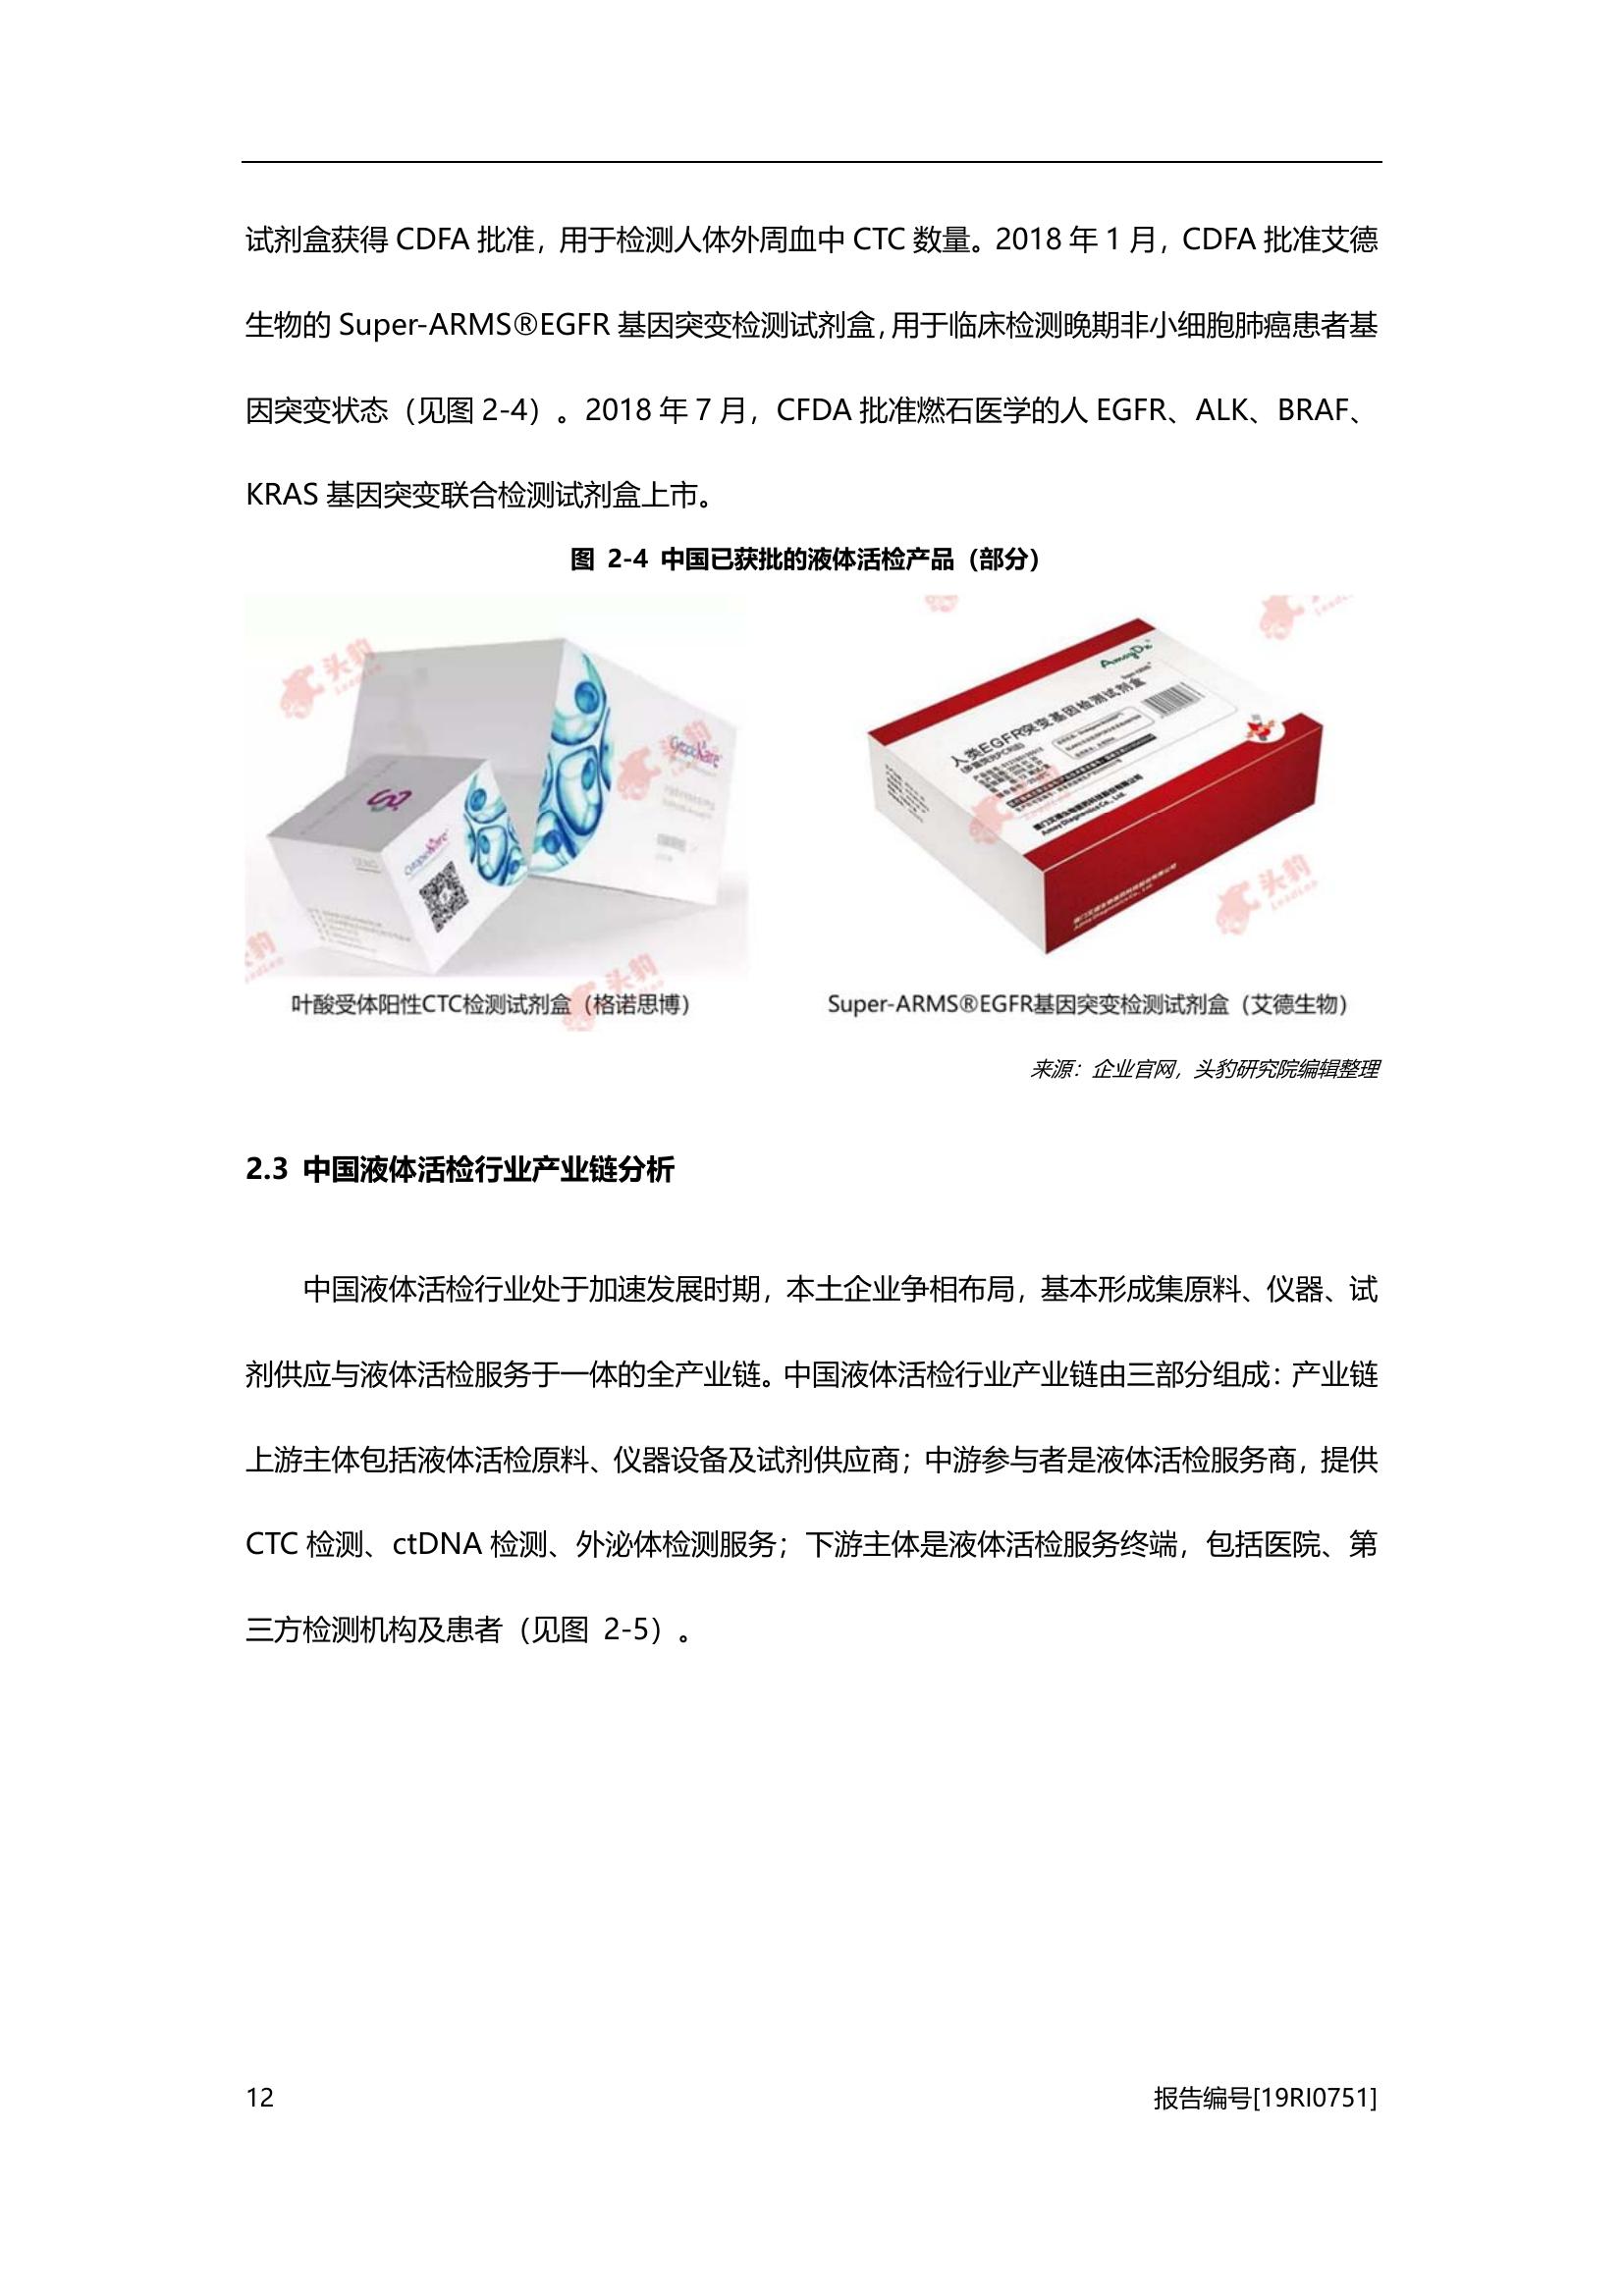 试剂盒获得 CDFA 批准，用于检测人体外周血中 CTC 数量。2018 年 1 月，CDFA 批准艾德
生物的 Super-ARMS®EGFR 基因突变检测试剂盒，用于临床检测晚期非小细胞肺癌患者基
因突变状态（见图 2-4）。2018 年 7 月，CFDA 批准燃石医学的人 EGFR、ALK、BRAF、
KRAS 基因突变联合检测试剂盒上市。
图 2-4 中国已获批的液体活检产品（部分）
头豹
LeadLeo
CytoploRare
CytoploRare
AmoyDx
人类EGFR突变基因检测试剂盒
Amoy Diagnostics Co., Ltd.
头豹
LeadLeo
头豹
叶酸受体阳性CTC检测试剂盒（格诺思博）
Super-ARMS®EGFR基因突变检测试剂盒（艾德生物）
来源：企业官网，头豹研究院编辑整理
2.3 中国液体活检行业产业链分析
中国液体活检行业处于加速发展时期，本土企业争相布局，基本形成集原料、仪器、试
剂供应与液体活检服务于一体的全产业链。中国液体活检行业产业链由三部分组成：产业链
上游主体包括液体活检原料、仪器设备及试剂供应商；中游参与者是液体活检服务商，提供
CTC 检测、ctDNA 检测、外泌体检测服务；下游主体是液体活检服务终端，包括医院、第
三方检测机构及患者（见图 2-5）。
12
报告编号[19RI0751]